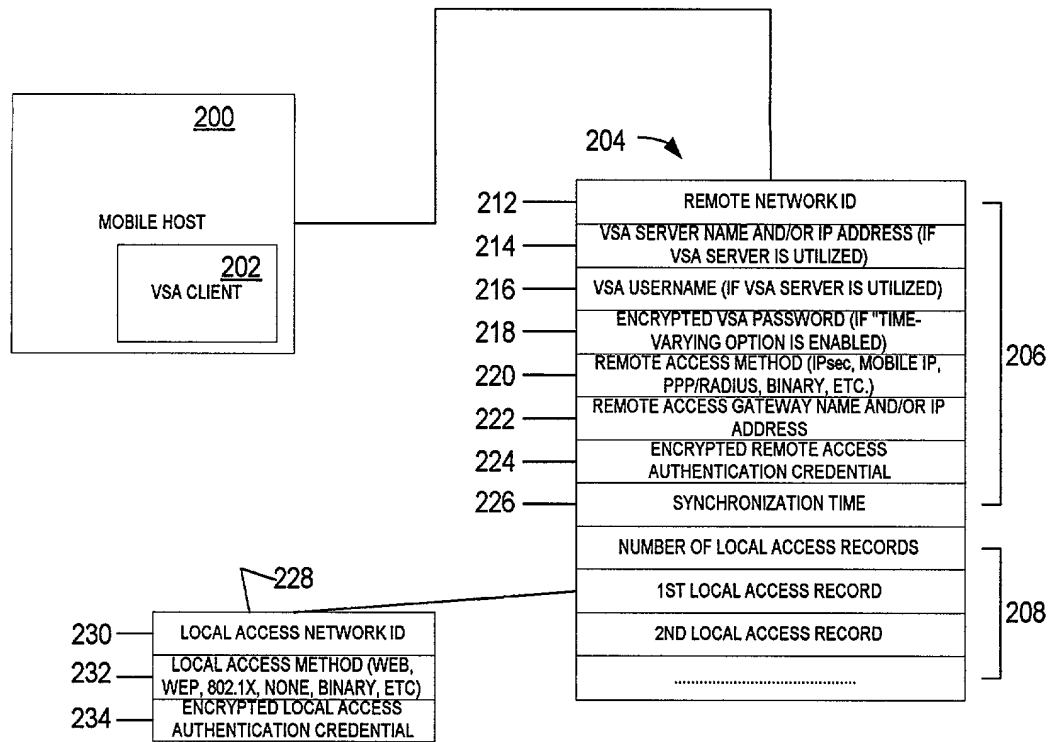 200
MOBILE HOST
202
VSA CLIENT
204
212
REMOTE NETWORK ID
214
VSA SERVER NAME AND/OR IP ADDRESS (IF
VSA SERVER IS UTILIZED)
216
VSA USERNAME (IF VSA SERVER IS UTILIZED)
218
ENCRYPTED VSA PASSWORD (IF "TIME-
VARYING OPTION IS ENABLED)
206
220
REMOTE ACCESS METHOD (IPsec, MOBILE IP,
PPP/RADIUS, BINARY, ETC.)
222
REMOTE ACCESS GATEWAY NAME AND/OR IP
ADDRESS
224
ENCRYPTED REMOTE ACCESS
AUTHENTICATION CREDENTIAL
226
SYNCHRONIZATION TIME
NUMBER OF LOCAL ACCESS RECORDS
1ST LOCAL ACCESS RECORD
2ND LOCAL ACCESS RECORD
.......................................
208
228
230
LOCAL ACCESS NETWORK ID
232
LOCAL ACCESS METHOD (WEB,
WEP, 802.1X, NONE, BINARY, ETC)
234
ENCRYPTED LOCAL ACCESS
AUTHENTICATION CREDENTIAL